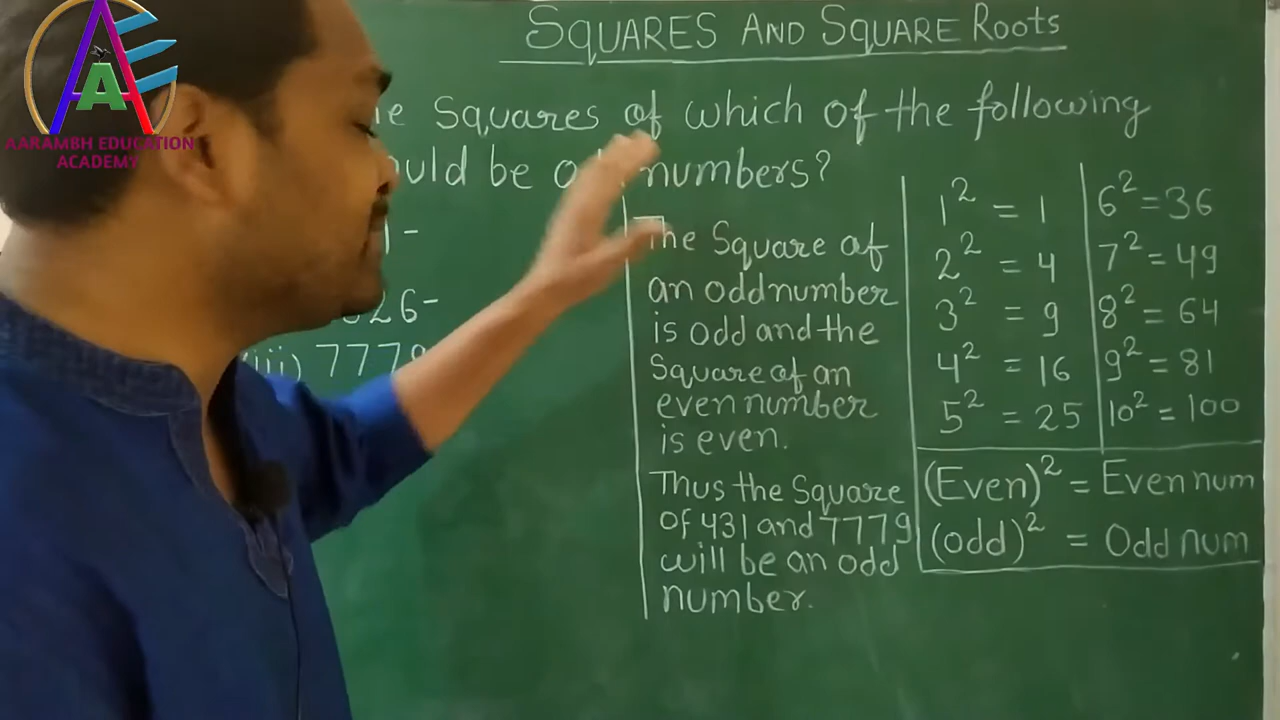 AARAMBH EDUCATION
ACADEMY
SQUARES AND SQUARE Roots
Squares of which of the following
be numbers?
The Square of
an odd number
is odd and the
Square of an
even number
is even.
Thus the Square
of 431 and 7779
will be an odd
number.
(iii) 7779
1² = 1
2² = 4
3² = 9
4² = 16
5² = 25
6² = 36
7² = 49
8² = 64
9² = 81
10² = 100
(Even)² = Even num
(odd)² = Odd num